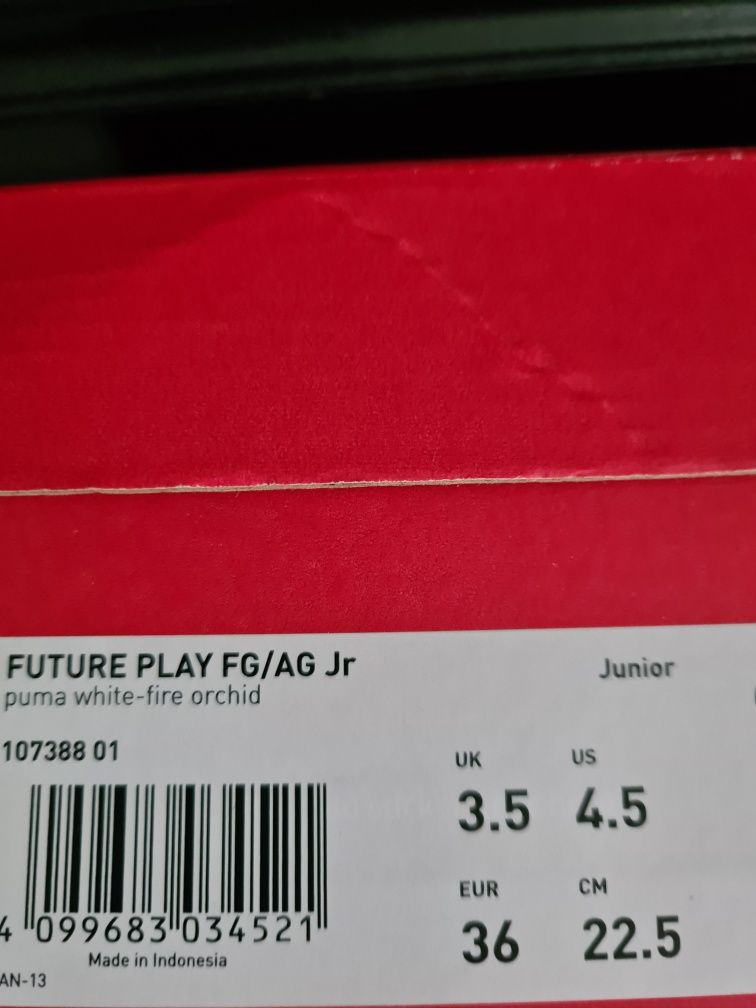 FUTURE PLAY FG/AG Jr
Junior
puma white-fire orchid
107388 01
UK US
3.5 4.5
EUR CM
36 22.5
4 099683 034521
Made in Indonesia
AN-13